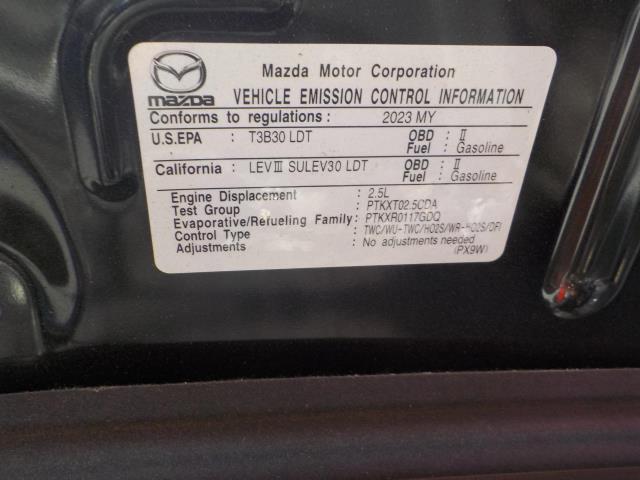 Mazda Motor Corporation
mazda VEHICLE EMISSION CONTROL INFORMATION
Conforms to regulations : 2023 MY
U.S.EPA : T3B30 LDT OBD : II
Fuel : Gasoline
California : LEVIII SULEV30 LDT OBD : II
Fuel : Gasoline
Engine Displacement : 2.5L
Test Group : PTKXT02.5CDA
Evaporative/Refueling Family: PTKXR0117GDQ
Control Type : TWC/WU-TWC/HO2S/WR-HO2S/DFI
Adjustments : No adjustments needed
(PX9W)